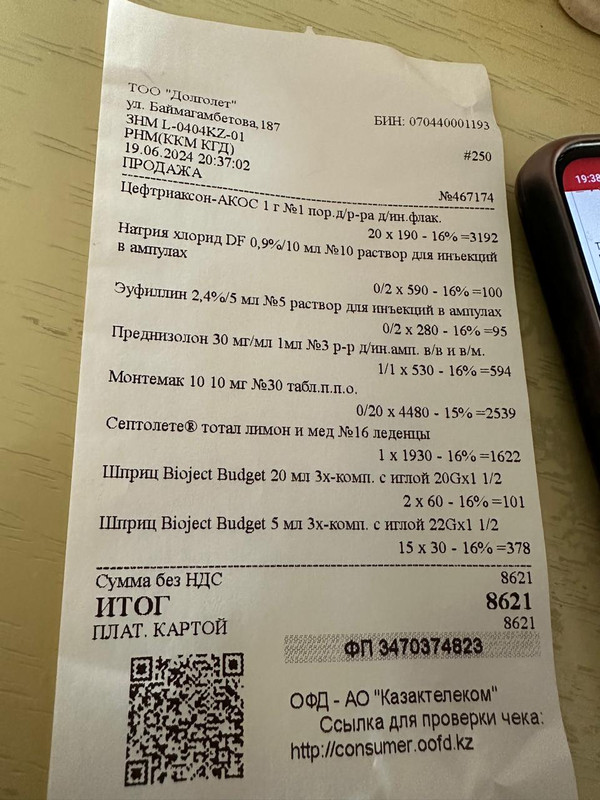 ТОО "Долголет"
ул. Баймагамбетова,187
БИН: 070440001193
ЗНМ L-0404KZ-01
РНМ(ККМ КГД)
#250
19.06.2024 20:37:02
ПРОДАЖА
№467174
Цефтриаксон-АКОС 1 г №1 пор.д/р-ра д/ин.флак.
20 x 190 - 16% =3192
Натрия хлорид DF 0,9%/10 мл №10 раствор для инъекций
в ампулах
0/2 x 590 - 16% =100
Эуфиллин 2,4%/5 мл №5 раствор для инъекций в ампулах
0/2 x 280 - 16% =95
Преднизолон 30 мг/мл 1мл №3 р-р д/ин.амп. в/в и в/м.
1/1 x 530 - 16% =594
Монтемак 10 10 мг №30 табл.п.п.о.
0/20 x 4480 - 15% =2539
Септолете® тотал лимон и мед №16 леденцы
1 x 1930 - 16% =1622
Шприц Bioject Budget 20 мл 3х-комп. с иглой 20Gx1 1/2
2 x 60 - 16% =101
Шприц Bioject Budget 5 мл 3х-комп. с иглой 22Gx1 1/2
15 x 30 - 16% =378
Сумма без НДС 8621
ИТОГ 8621
ПЛАТ. КАРТОЙ 8621
ФП 3470374823
ОФД - АО "Казактелеком"
Ссылка для проверки чека:
http://consumer.oofd.kz
19:38